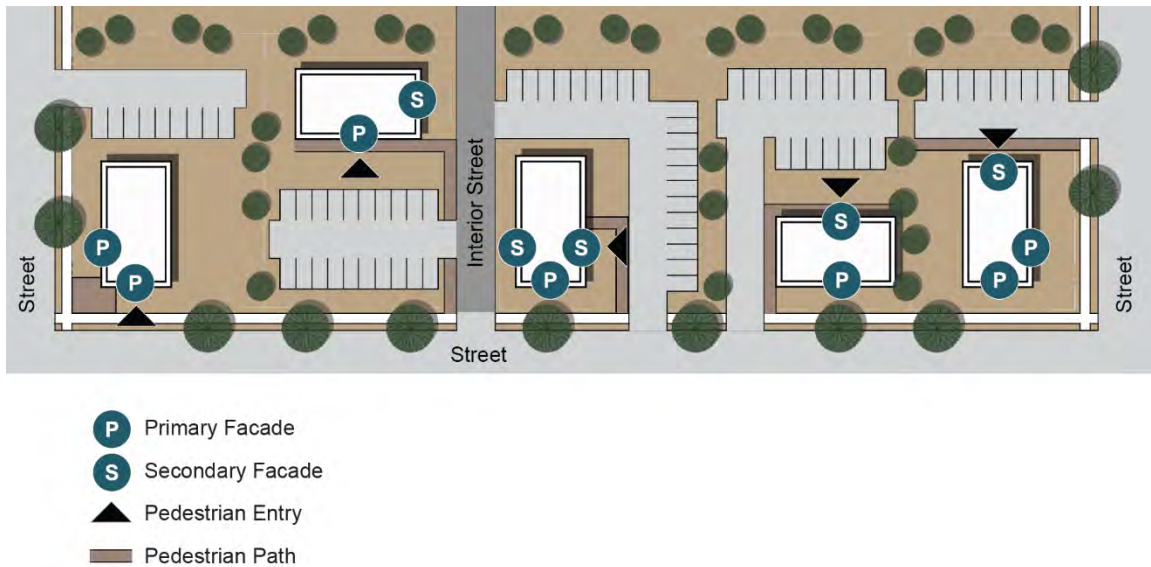 S
P
P
P
Interior Street
S
S
P
S
P
S
P
P
Street
Street
Street
P Primary Facade
S Secondary Facade
Pedestrian Entry
Pedestrian Path